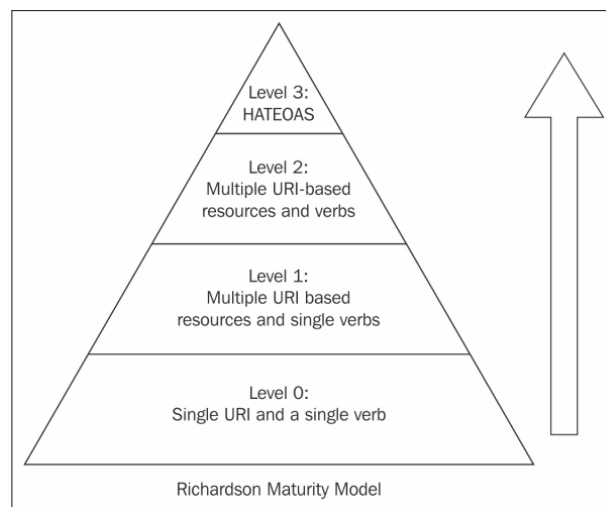 Level 3:
HATEOAS
Level 2:
Multiple URI-based
resources and verbs
Level 1:
Multiple URI based
resources and single verbs
Level 0:
Single URI and a single verb
Richardson Maturity Model